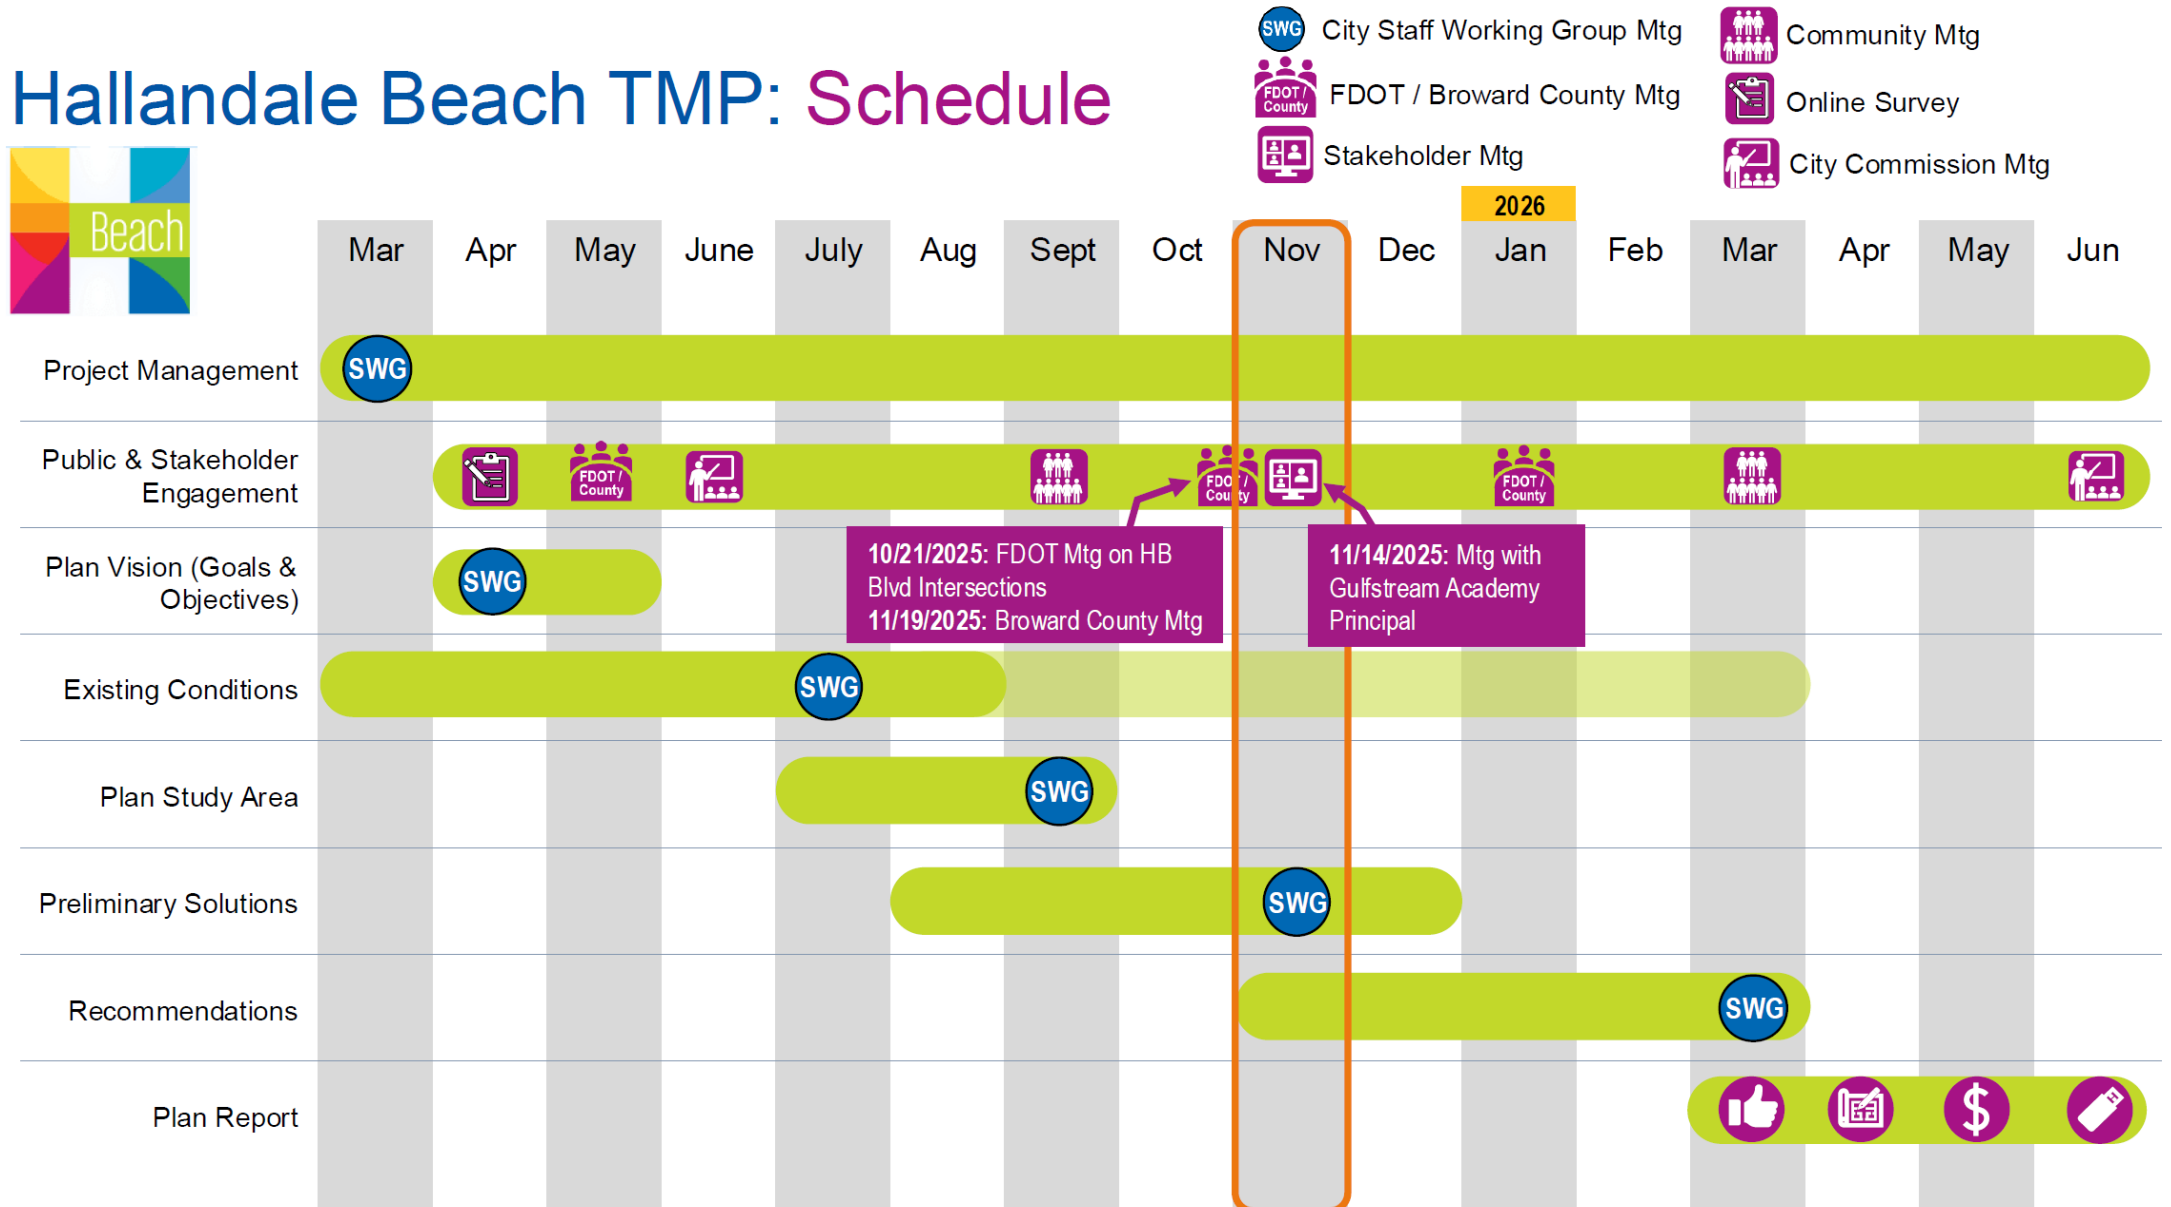 SWG City Staff Working Group Mtg
Community Mtg
Hallandale Beach TMP: Schedule
FDOT / County
FDOT / Broward County Mtg
Online Survey
Stakeholder Mtg
City Commission Mtg
Beach
2026
Mar Apr May June July Aug Sept Oct Nov Dec Jan Feb Mar Apr May Jun
Project Management
SWG
Public & Stakeholder
Engagement
FDOT /
County
FDOT /
County
FDOT /
County
10/21/2025: FDOT Mtg on HB
Blvd Intersections
11/19/2025: Broward County Mtg
11/14/2025: Mtg with
Gulfstream Academy
Principal
Plan Vision (Goals &
Objectives)
SWG
Existing Conditions
SWG
Plan Study Area
SWG
Preliminary Solutions
SWG
Recommendations
SWG
Plan Report
$